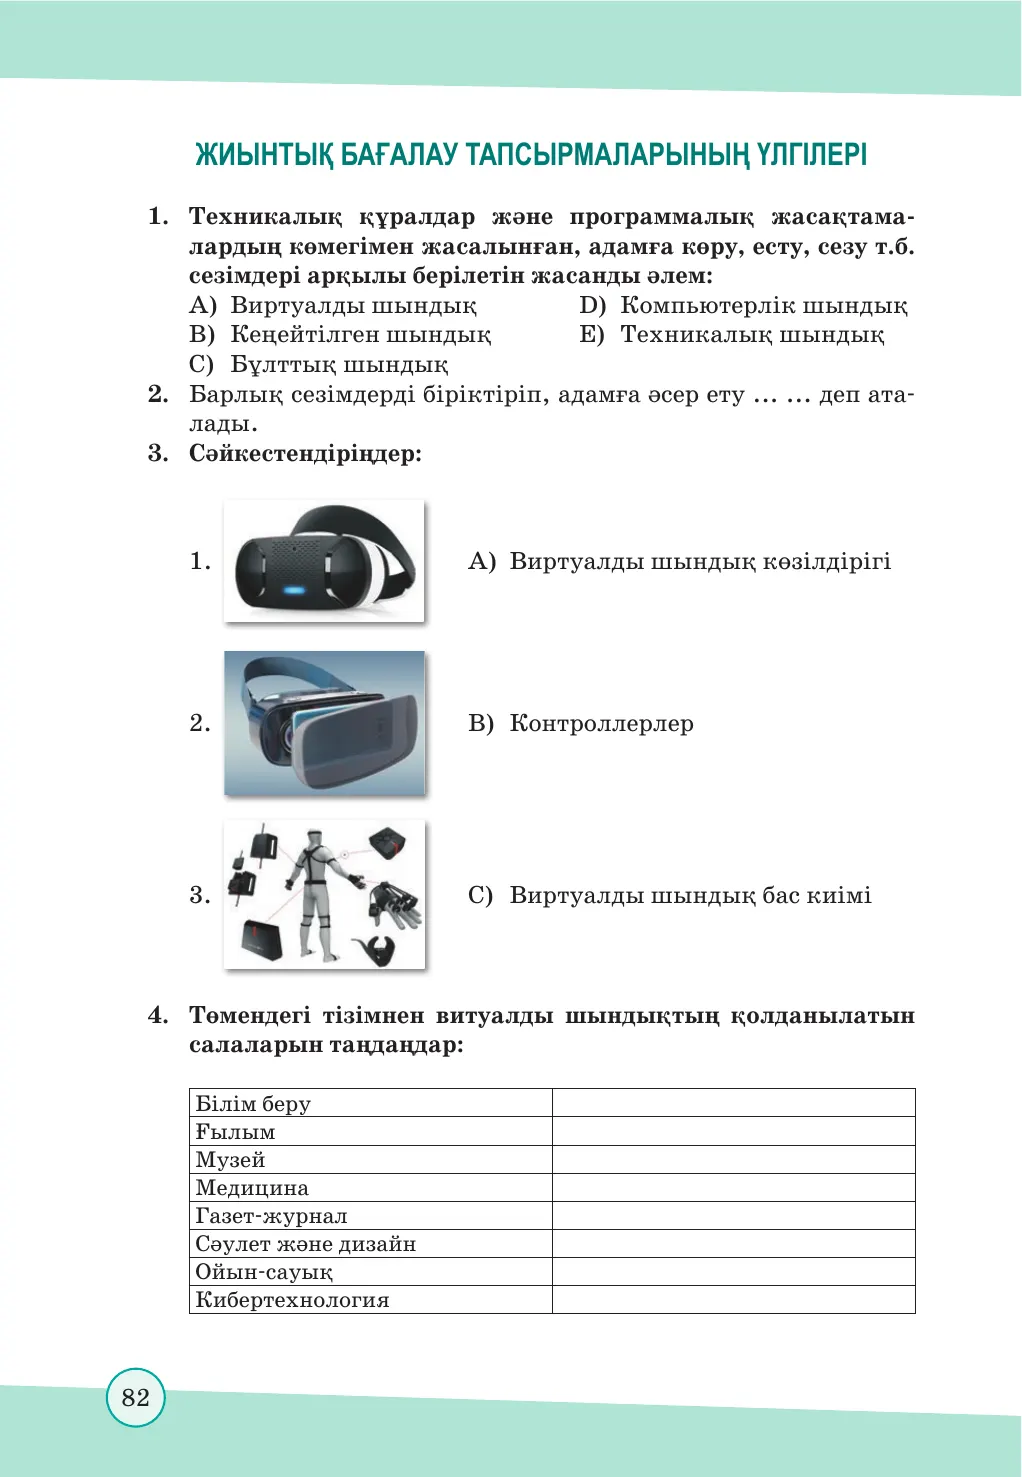 ЖИЫНТЫҚ БАҒАЛАУ ТАПСЫРМАЛАРЫНЫҢ ҮЛГІЛЕРІ
1. Техникалық құралдар және программалық жасақтама-
лардың көмегімен жасалынған, адамға көру, есту, сезу т.б.
сезімдері арқылы берілетін жасанды әлем:
A) Виртуалды шындық D) Компьютерлік шындық
B) Кеңейтілген шындық E) Техникалық шындық
C) Бұлттық шындық
2. Барлық сезімдерді біріктіріп, адамға әсер ету ... ... деп ата-
лады.
3. Сәйкестендіріңдер:
1. A) Виртуалды шындық көзілдірігі
2. B) Контроллерлер
3. C) Виртуалды шындық бас киімі
4. Төмендегі тізімнен витуалды шындықтың қолданылатын
салаларын таңдаңдар:
Білім беру
Ғылым
Музей
Медицина
Газет-журнал
Сәулет және дизайн
Ойын-сауық
Кибертехнология
82